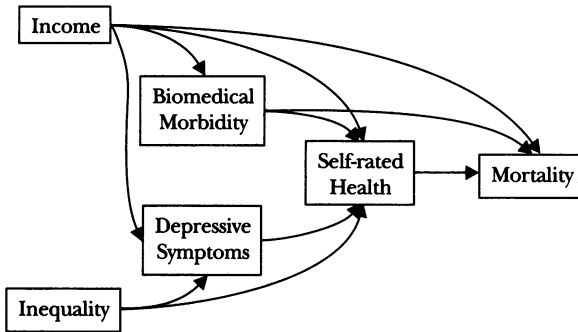 Income
Biomedical
Morbidity
Self-rated
Health
Mortality
Depressive
Symptoms
Inequality